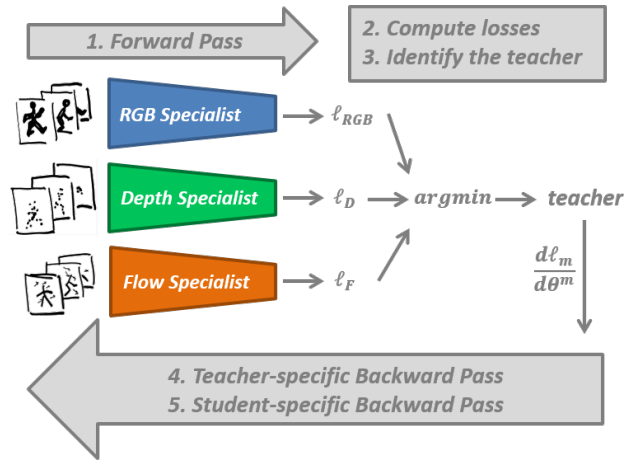 1. Forward Pass
2. Compute losses
3. Identify the teacher
RGB Specialist
ℓ_RGB
Depth Specialist
ℓ_D
argmin
teacher
Flow Specialist
ℓ_F
dℓ_m
dθ^m
4. Teacher-specific Backward Pass
5. Student-specific Backward Pass